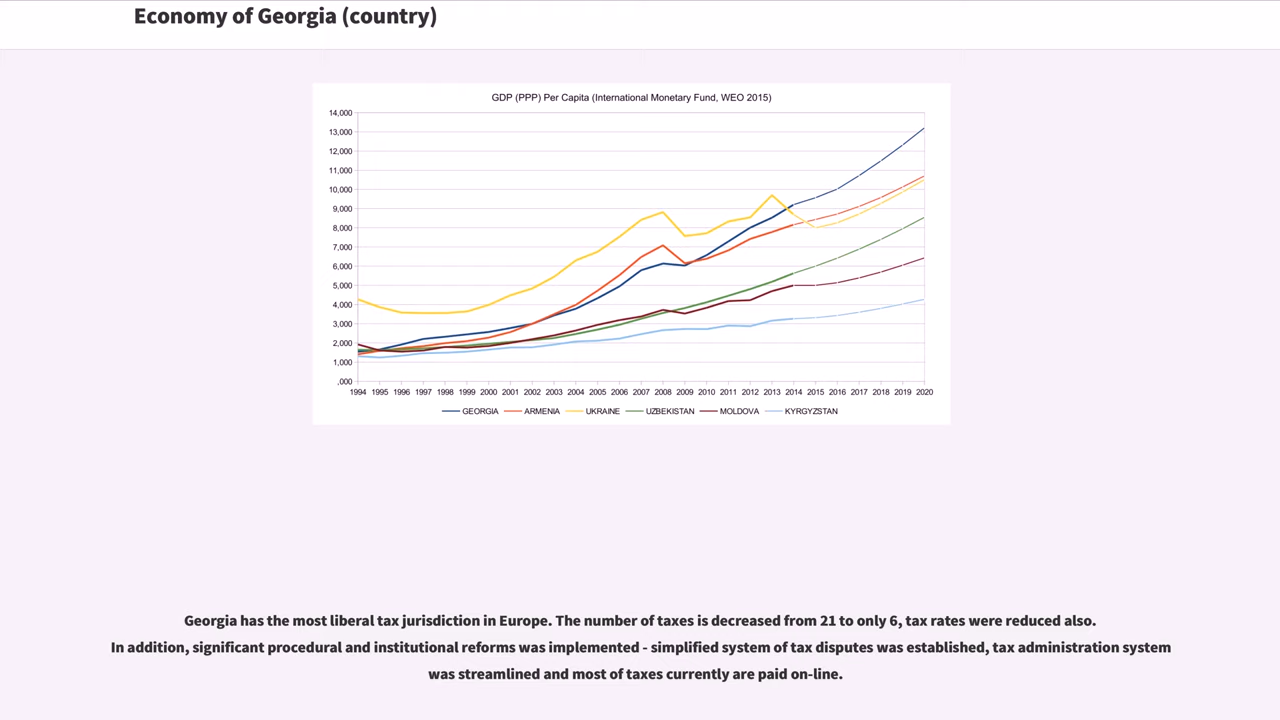 Economy of Georgia (country)
GDP (PPP) Per Capita (International Monetary Fund, WEO 2015)
14,000
13,000
12,000
11,000
10,000
9,000
8,000
7,000
6,000
5,000
4,000
3,000
2,000
1,000
,000
1994 1995 1996 1997 1998 1999 2000 2001 2002 2003 2004 2005 2006 2007 2008 2009 2010 2011 2012 2013 2014 2015 2016 2017 2018 2019 2020
GEORGIA ARMENIA UKRAINE UZBEKISTAN MOLDOVA KYRGYZSTAN
Georgia has the most liberal tax jurisdiction in Europe. The number of taxes is decreased from 21 to only 6, tax rates were reduced also.
In addition, significant procedural and institutional reforms was implemented - simplified system of tax disputes was established, tax administration system
was streamlined and most of taxes currently are paid on-line.